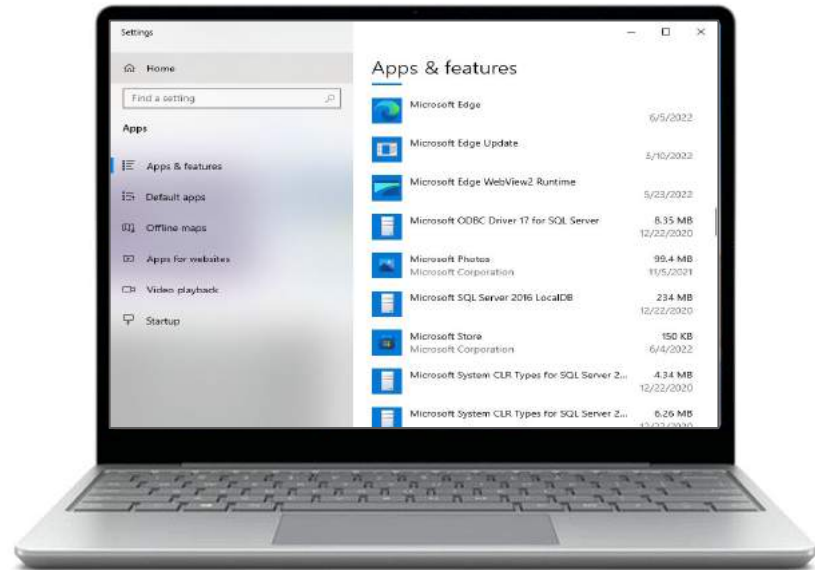 Settings
Home
Find a setting
Apps
Apps & features
Default apps
Offline maps
Apps for websites
Video playback
Startup
Apps & features
Microsoft Edge
6/5/2022
Microsoft Edge Update
5/10/2022
Microsoft Edge WebView2 Runtime
5/23/2022
Microsoft ODBC Driver 17 for SQL Server 8.35 MB
12/22/2020
Microsoft Photos 99.4 MB
Microsoft Corporation 11/5/2021
Microsoft SQL Server 2016 LocalDB 234 MB
12/22/2020
Microsoft Store 150 KB
Microsoft Corporation 6/4/2022
Microsoft System CLR Types for SQL Server 2... 4.34 MB
12/22/2020
Microsoft System CLR Types for SQL Server 2... 6.26 MB
12/22/2020